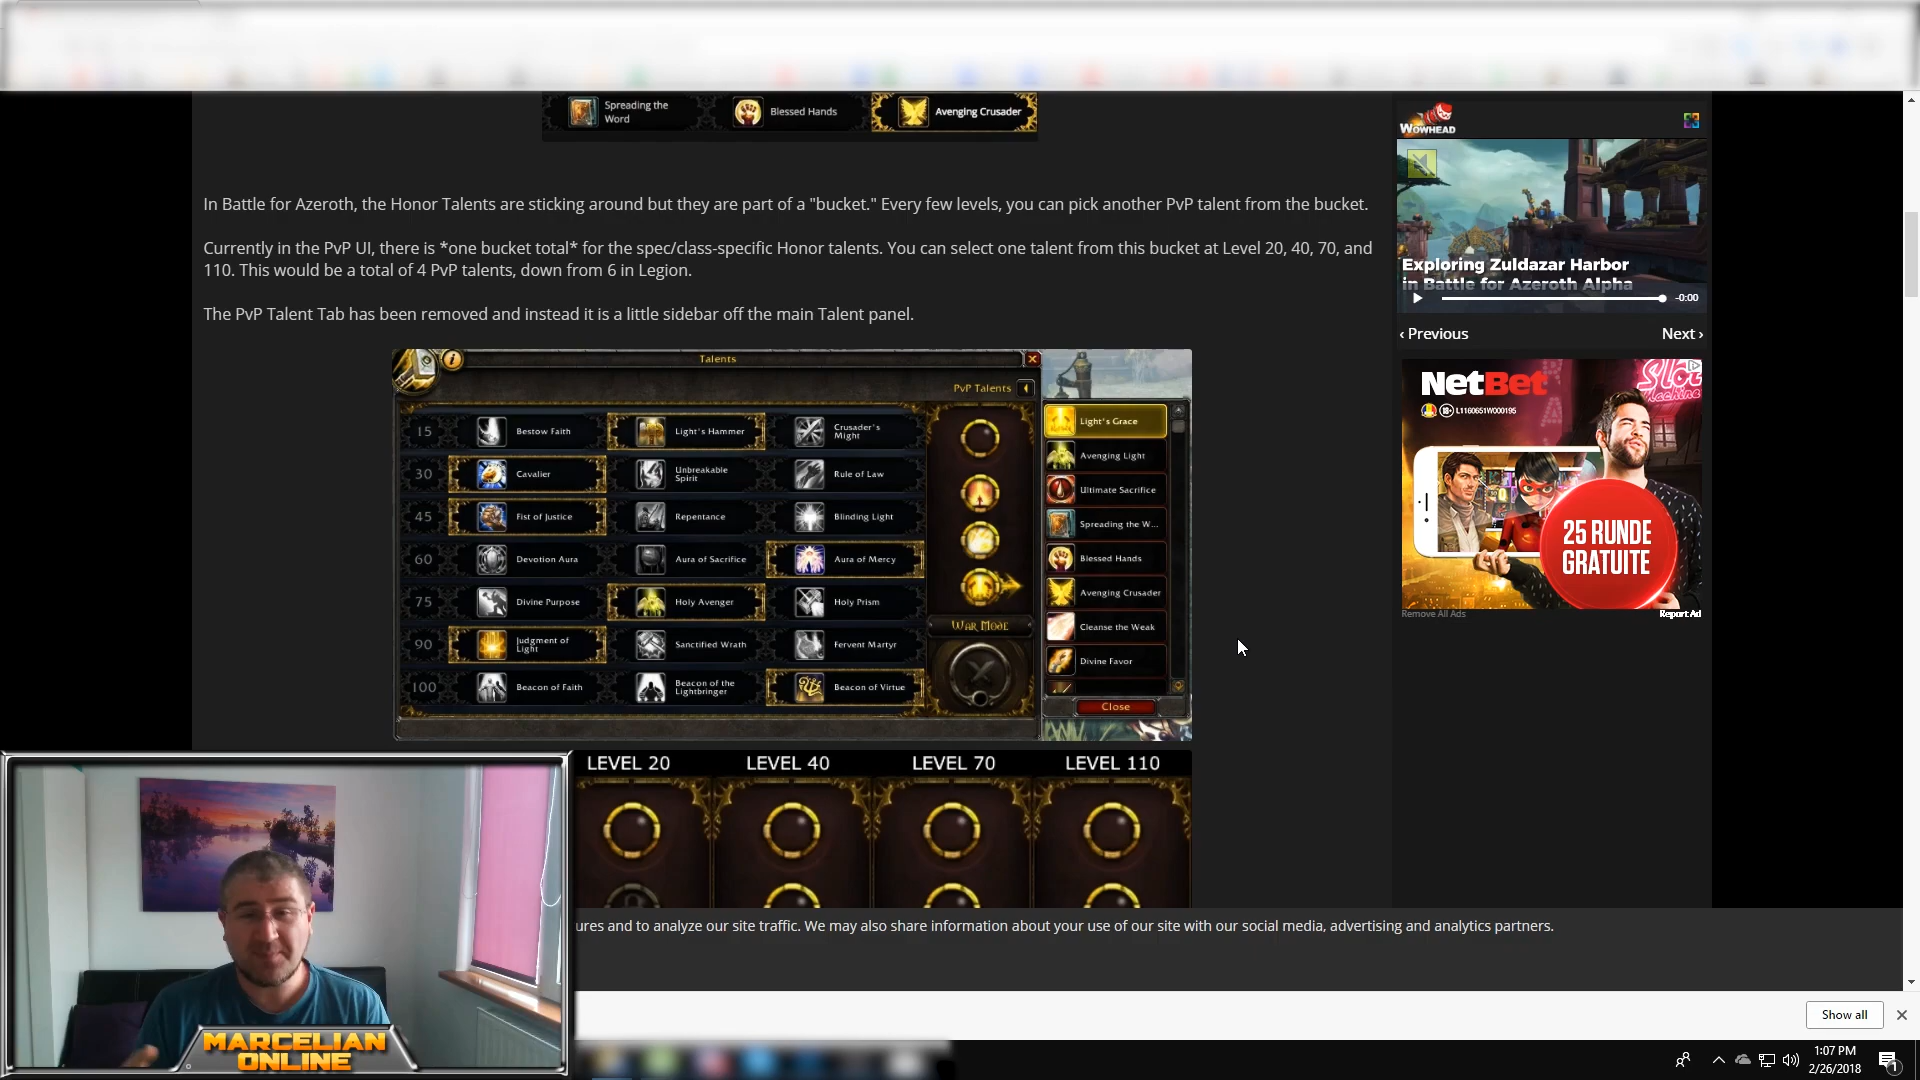 Spreading the
Word
Blessed Hands
Avenging Crusader
In Battle for Azeroth, the Honor Talents are sticking around but they are part of a "bucket." Every few levels, you can pick another PvP talent from the bucket.
Currently in the PvP UI, there is *one bucket total* for the spec/class-specific Honor talents. You can select one talent from this bucket at Level 20, 40, 70, and
110. This would be a total of 4 PvP talents, down from 6 in Legion.
The PvP Talent Tab has been removed and instead it is a little sidebar off the main Talent panel.
Talents
PvP Talents
15
Bestow Faith
Light's Hammer
Crusader's
Might
30
Cavalier
Unbreakable
Spirit
Rule of Law
45
Fist of Justice
Repentance
Blinding Light
60
Devotion Aura
Aura of Sacrifice
Aura of Mercy
75
Divine Purpose
Holy Avenger
Holy Prism
90
Judgment of
Light
Sanctified Wrath
Fervent Martyr
100
Beacon of Faith
Beacon of the
Lightbringer
Beacon of Virtue
War Mode
Light's Grace
Avenging Light
Ultimate Sacrifice
Spreading the W...
Blessed Hands
Avenging Crusader
Cleanse the Weak
Divine Favor
Close
LEVEL 20
LEVEL 40
LEVEL 70
LEVEL 110
WOWHEAD
Exploring Zuldazar Harbor
in Battle for Azeroth Alpha
-0:00
‹ Previous
Next ›
NetBet
Slot
Machine
18+
L1160651W000195
25 RUNDE
GRATUITE
Remove All Ads
Report Ad
ures and to analyze our site traffic. We may also share information about your use of our site with our social media, advertising and analytics partners.
MARCELIAN
ONLINE
Show all
1:07 PM
2/26/2018
1